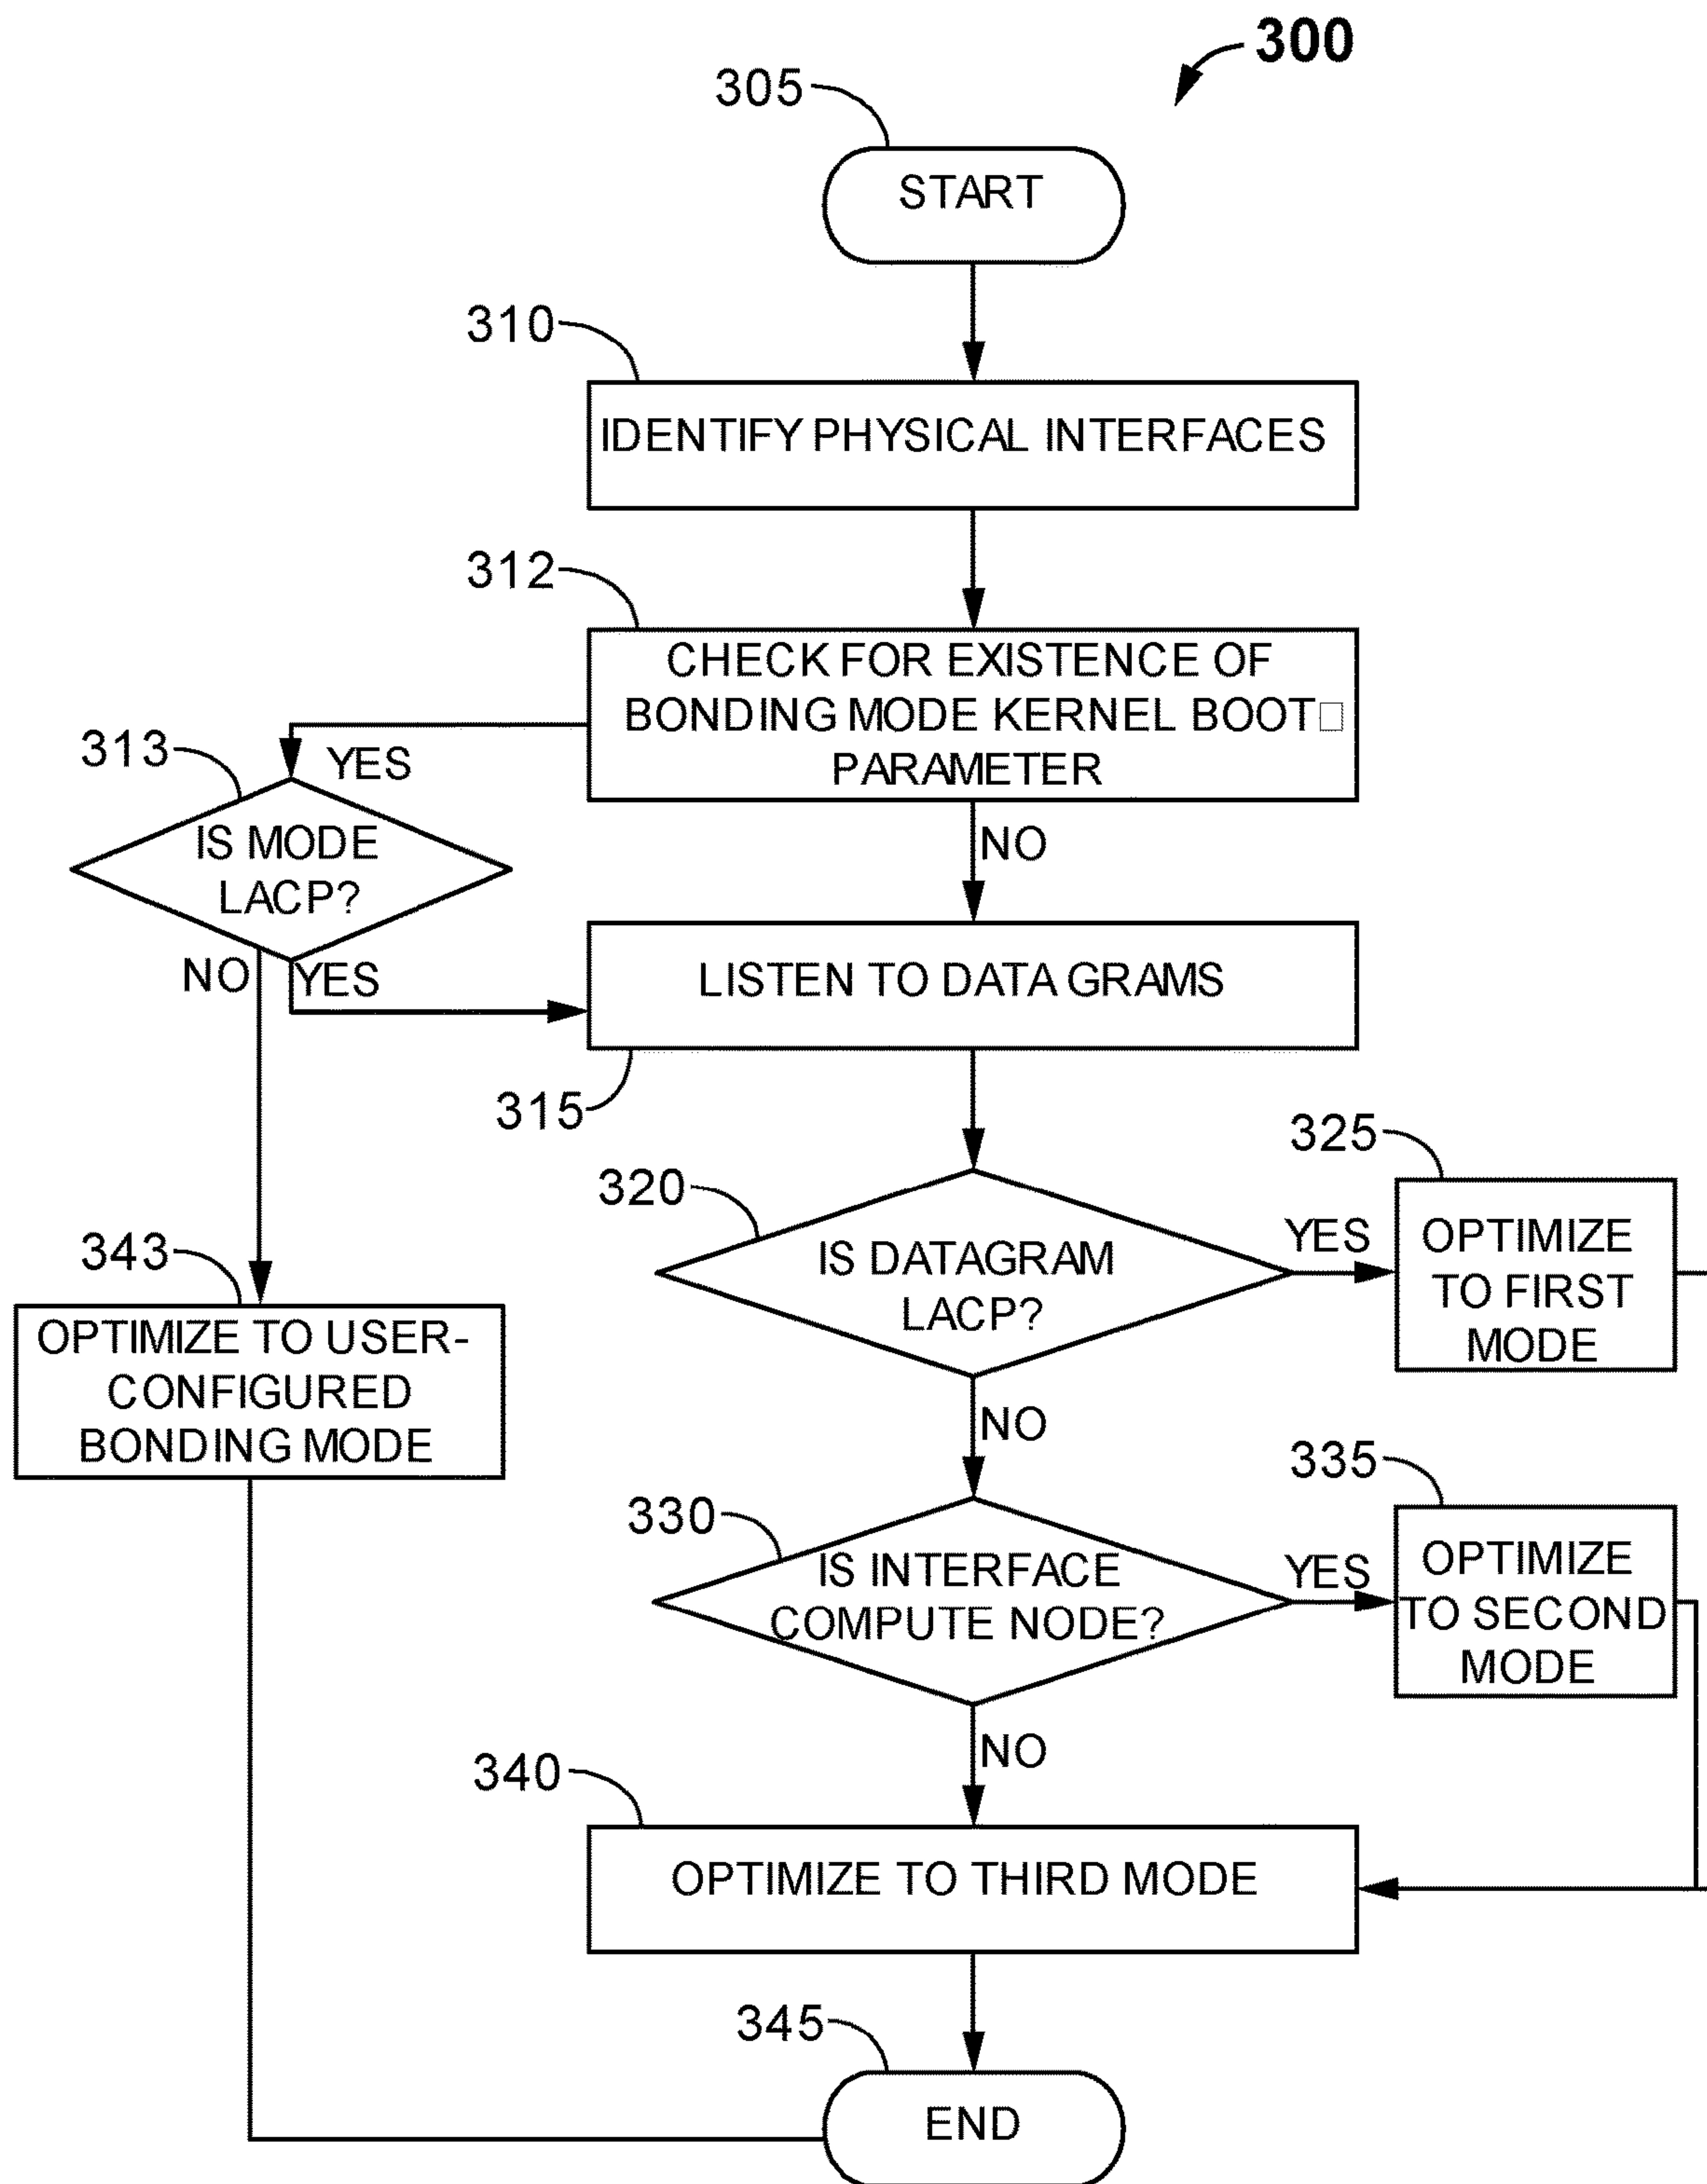 300
305
START
310
IDENTIFY PHYSICAL INTERFACES
312
CHECK FOR EXISTENCE OF
BONDING MODE KERNEL BOOT□
PARAMETER
313
YES
IS MODE
LACP?
NO
NO
YES
LISTEN TO DATA GRAMS
315
325
320
YES
IS DATAGRAM
LACP?
OPTIMIZE
TO FIRST
MODE
343
OPTIMIZE TO USER-
CONFIGURED
BONDING MODE
NO
335
330
YES
IS INTERFACE
COMPUTE NODE?
OPTIMIZE
TO SECOND
MODE
NO
340
OPTIMIZE TO THIRD MODE
345
END